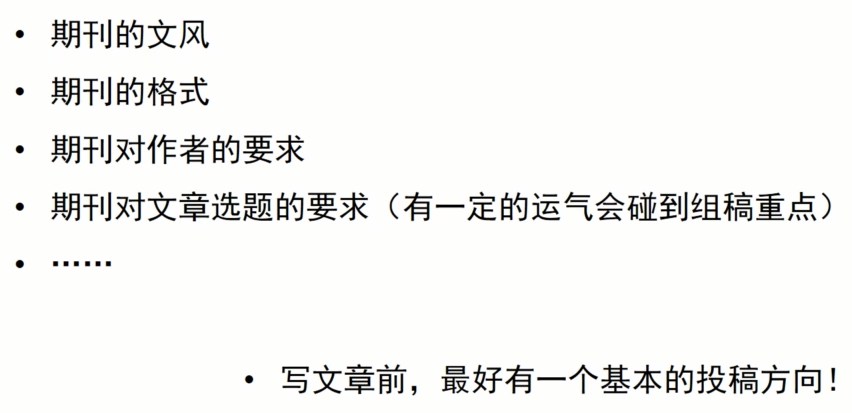 • 期刊的文风
• 期刊的格式
• 期刊对作者的要求
• 期刊对文章选题的要求（有一定的运气会碰到组稿重点）
• ……
• 写文章前，最好有一个基本的投稿方向！